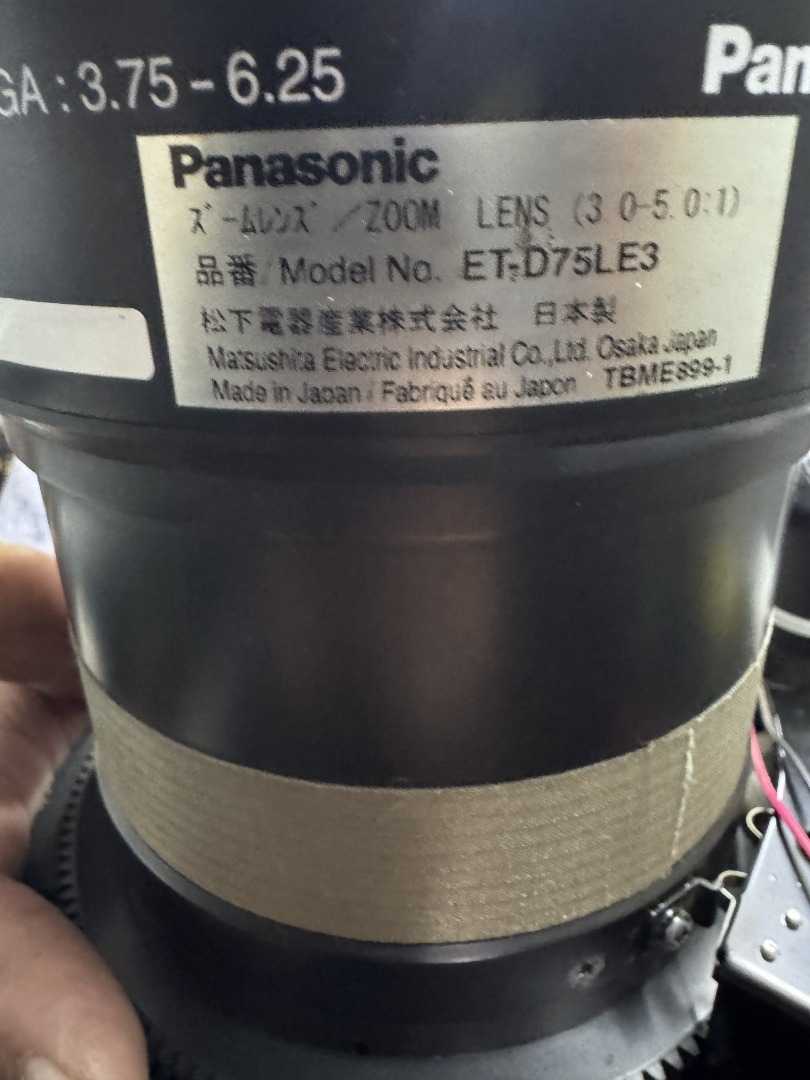 GA : 3.75 - 6.25
Pan
Panasonic
ズームレンズ / ZOOM LENS (3.0-5.0:1)
品番/Model No. ET-D75LE3
松下電器産業株式会社 日本製
Matsushita Electric Industrial Co.,Ltd. Osaka Japan
Made in Japan / Fabriqué au Japon TBME899-1